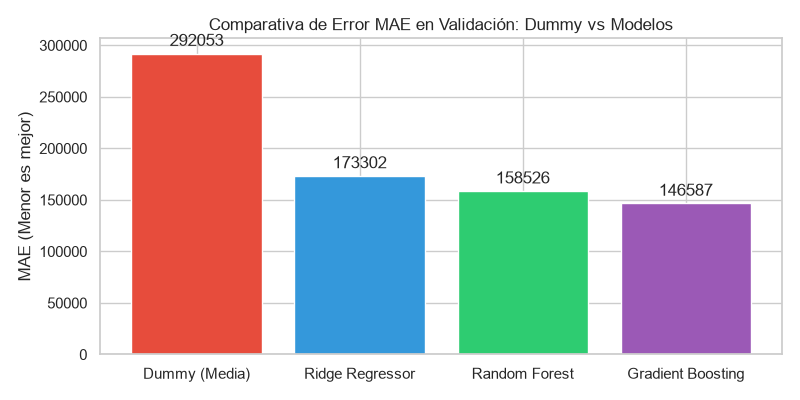 Comparativa de Error MAE en Validación: Dummy vs Modelos
MAE (Menor es mejor)
300000
250000
200000
150000
100000
50000
0
292053
173302
158526
146587
Dummy (Media)
Ridge Regressor
Random Forest
Gradient Boosting